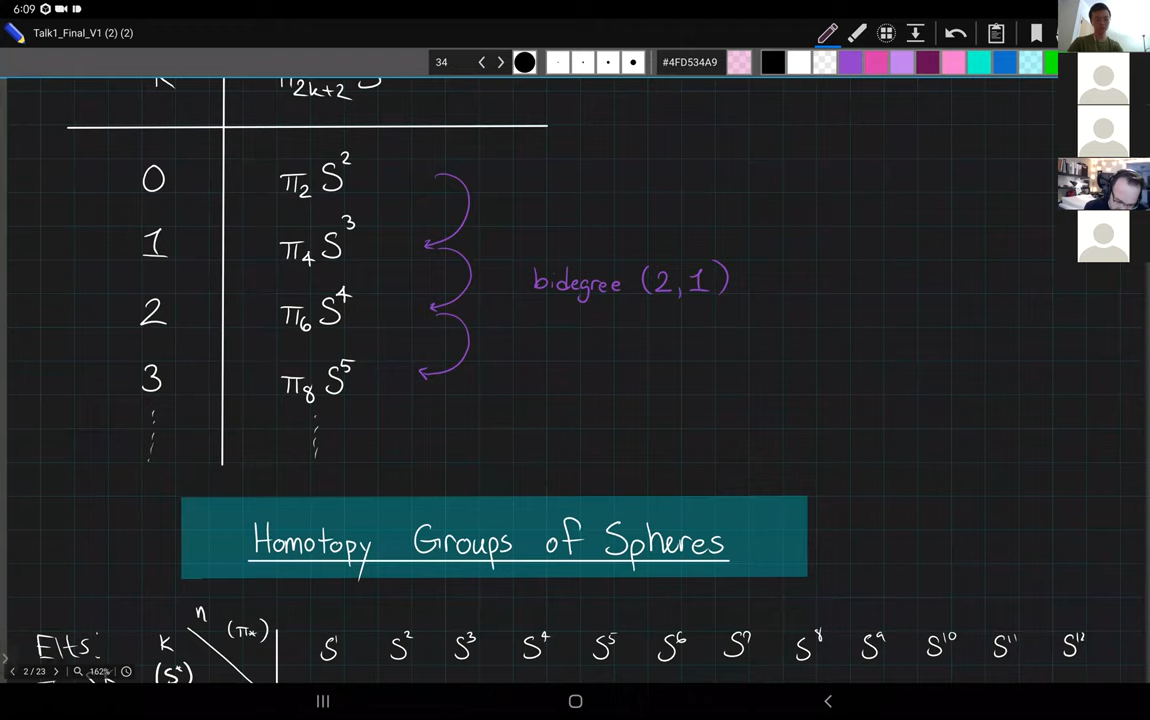 6:09
Talk1_Final_V1 (2) (2)
34
#4FD534A9
K π2k+2 S
0 π2 S²
1 π4 S³
2 π6 S⁴
3 π8 S⁵
bidegree (2,1)
Homotopy Groups of Spheres
n
(π*)
Elts: K S¹ S² S³ S⁴ S⁵ S⁶ S⁷ S⁸ S⁹ S¹⁰ S¹¹ S¹²
(S*)
2 / 23
162%